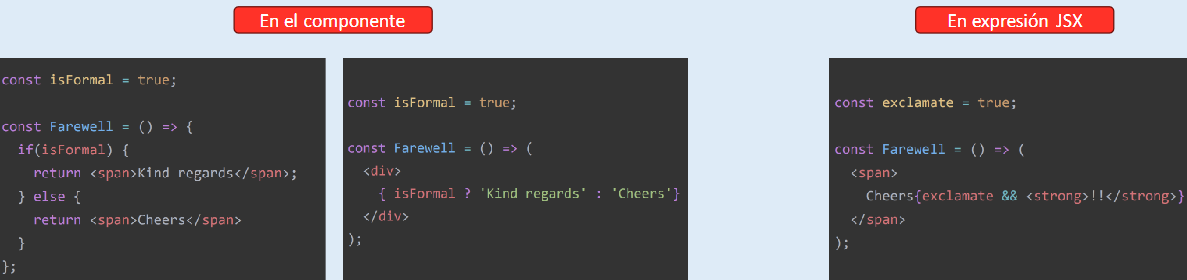 En el componente
const isFormal = true;
const Farewell = () => {
  if(isFormal) {
    return <span>Kind regards</span>;
  } else {
    return <span>Cheers</span>
  }
};
const isFormal = true;
const Farewell = () => (
  <div>
    { isFormal ? 'Kind regards' : 'Cheers'}
  </div>
);
En expresión JSX
const exclamate = true;
const Farewell = () => (
  <span>
    Cheers{exclamate && <strong>!!</strong>}
  </span>
);